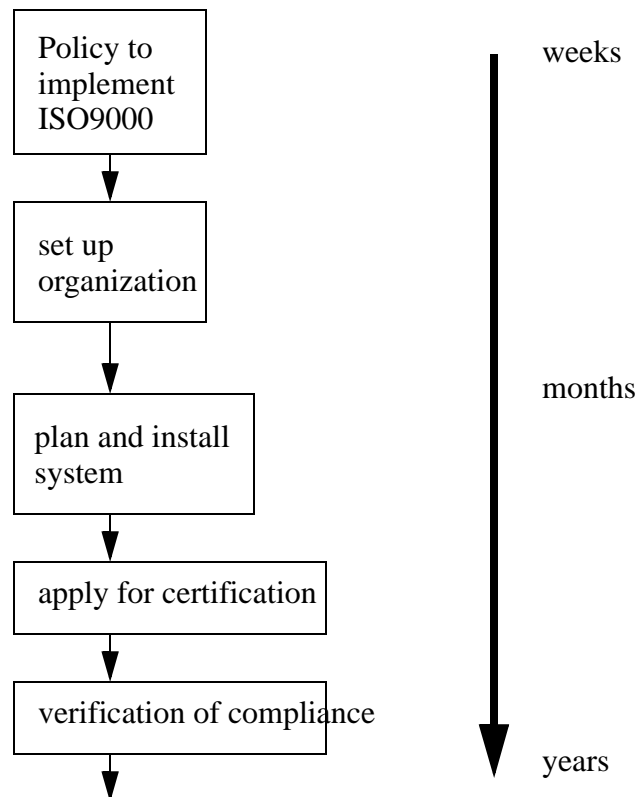 Policy to
implement
ISO9000
weeks
set up
organization
months
plan and install
system
apply for certification
verification of compliance
years